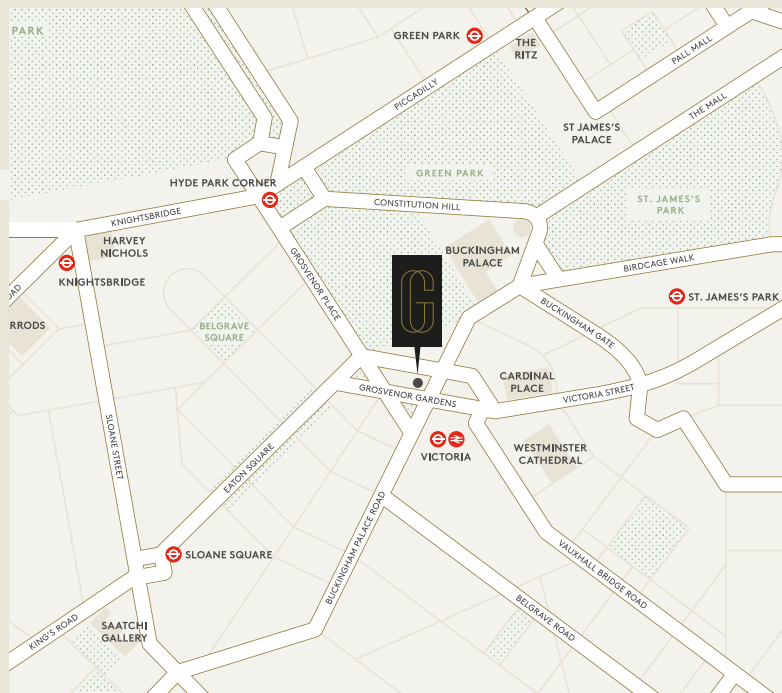 PARK
GREEN PARK
THE
RITZ
PALL MALL
PICCADILLY
THE MALL
ST JAMES'S
PALACE
GREEN PARK
HYDE PARK CORNER
CONSTITUTION HILL
ST. JAMES'S
PARK
KNIGHTSBRIDGE
HARVEY
NICHOLS
GROSVENOR PLACE
BUCKINGHAM
PALACE
BIRDCAGE WALK
KNIGHTSBRIDGE
G
ST. JAMES'S PARK
OAD
RRODS
BELGRAVE
SQUARE
BUCKINGHAM GATE
CARDINAL
PLACE
GROSVENOR GARDENS
VICTORIA STREET
SLOANE STREET
VICTORIA
WESTMINSTER
CATHEDRAL
EATON SQUARE
BUCKINGHAM PALACE ROAD
SLOANE SQUARE
VAUXHALL BRIDGE ROAD
KING'S ROAD
SAATCHI
GALLERY
BELGRAVE ROAD